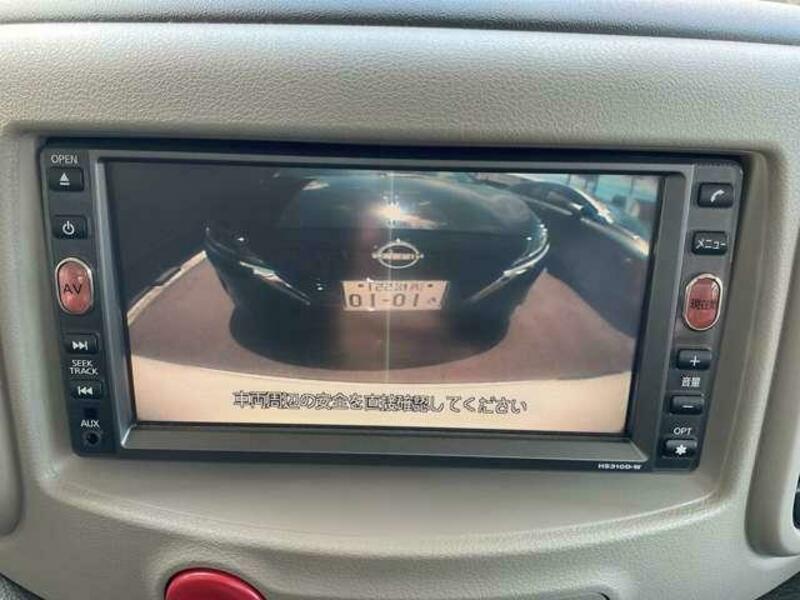 OPEN
AV
SEEK
TRACK
AUX
01-01
車両周辺の安全を直接確認してください
メニュー
現在地
+
音量
−
OPT
HS310D-W